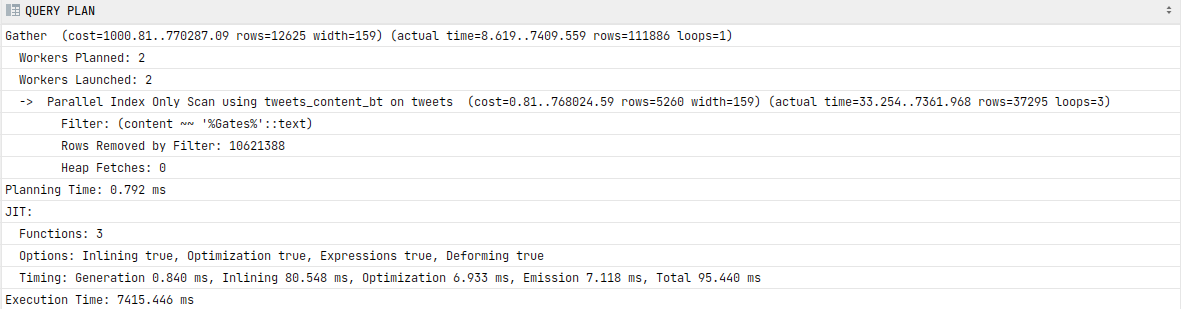 QUERY PLAN
Gather  (cost=1000.81..770287.09 rows=12625 width=159) (actual time=8.619..7409.559 rows=111886 loops=1)
  Workers Planned: 2
  Workers Launched: 2
  ->  Parallel Index Only Scan using tweets_content_bt on tweets  (cost=0.81..768024.59 rows=5260 width=159) (actual time=33.254..7361.968 rows=37295 loops=3)
        Filter: (content ~~ '%Gates%'::text)
        Rows Removed by Filter: 10621388
        Heap Fetches: 0
Planning Time: 0.792 ms
JIT:
  Functions: 3
  Options: Inlining true, Optimization true, Expressions true, Deforming true
  Timing: Generation 0.840 ms, Inlining 80.548 ms, Optimization 6.933 ms, Emission 7.118 ms, Total 95.440 ms
Execution Time: 7415.446 ms